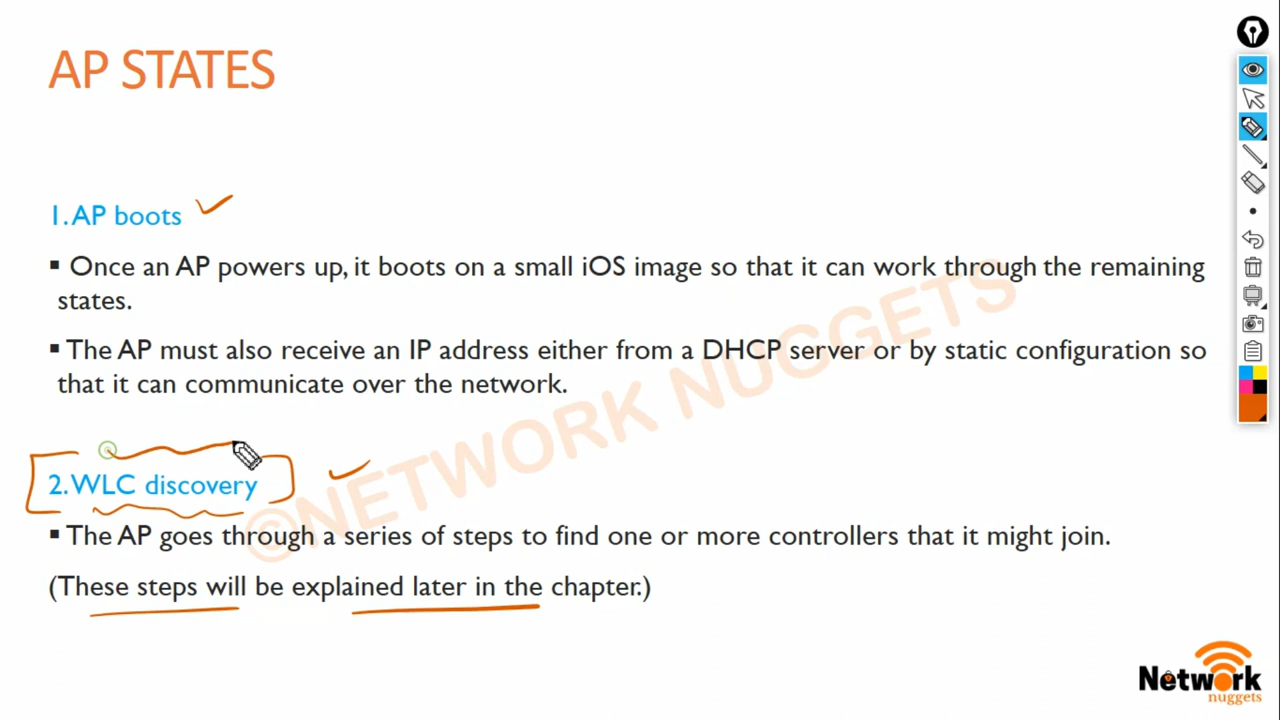 AP STATES
1. AP boots
▪ Once an AP powers up, it boots on a small iOS image so that it can work through the remaining
states.
▪ The AP must also receive an IP address either from a DHCP server or by static configuration so
that it can communicate over the network.
2. WLC discovery
▪ The AP goes through a series of steps to find one or more controllers that it might join.
(These steps will be explained later in the chapter.)
©NETWORK NUGGETS
Network
nuggets